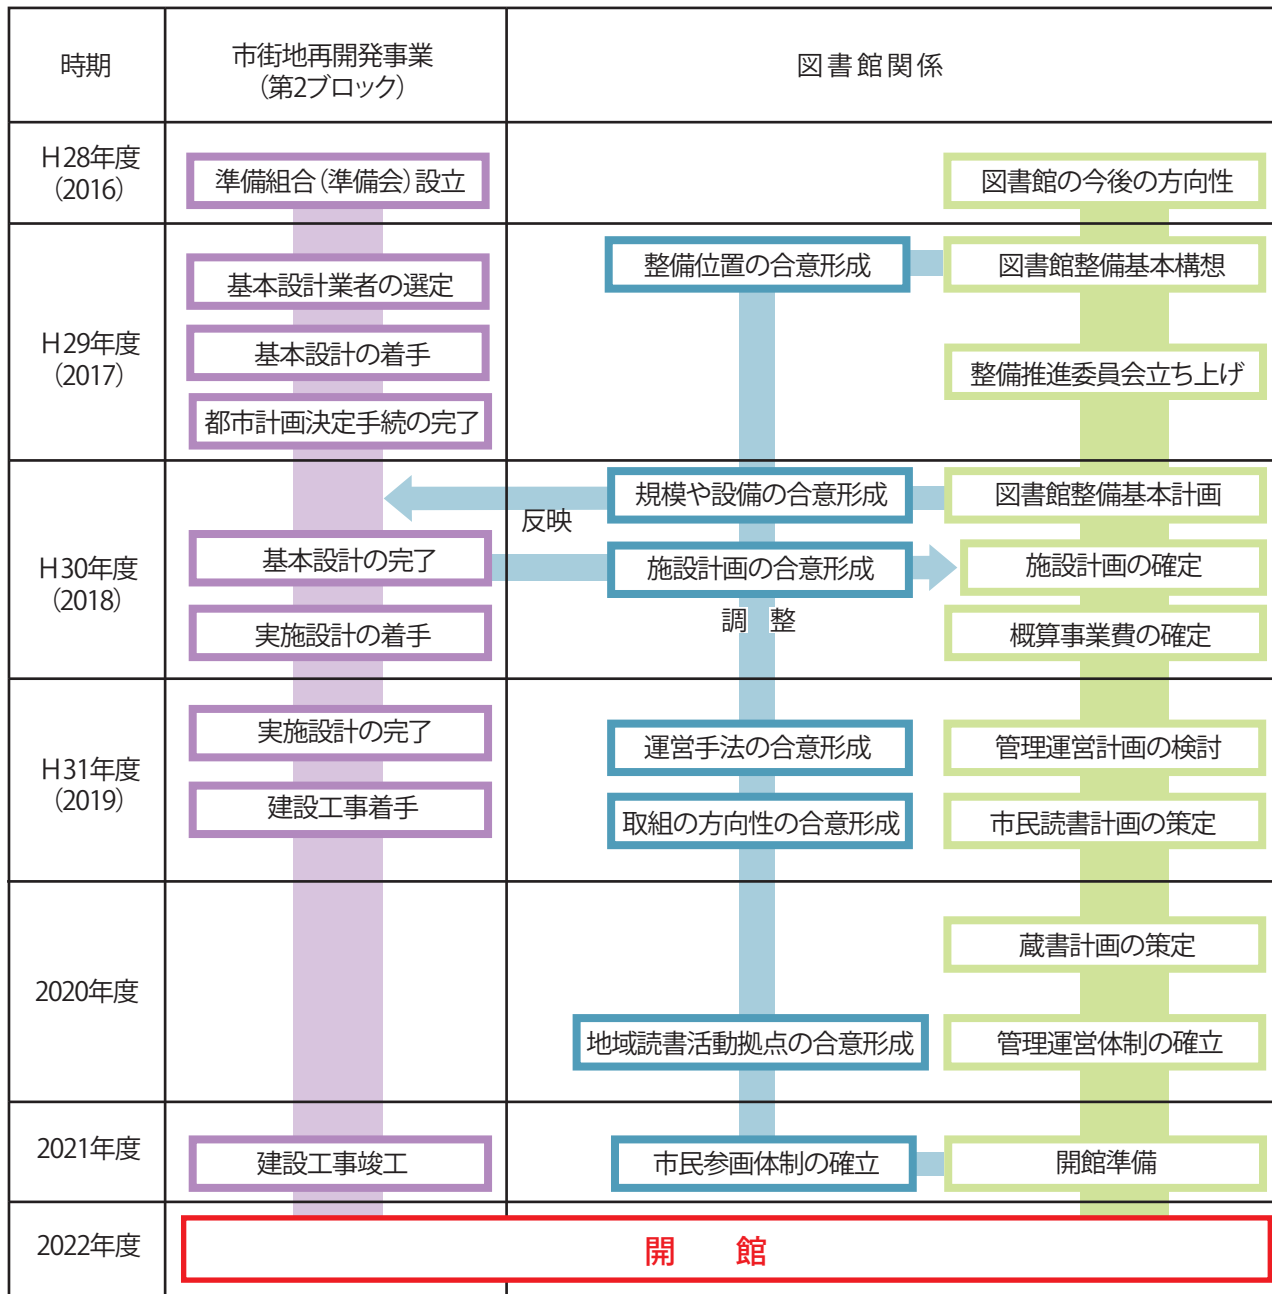 時期
市街地再開発事業
（第2ブロック）
図書館関係
H28年度
（2016）
準備組合（準備会）設立
図書館の今後の方向性
H29年度
（2017）
基本設計業者の選定
基本設計の着手
都市計画決定手続の完了
整備位置の合意形成
図書館整備基本構想
整備推進委員会立ち上げ
H30年度
（2018）
規模や設備の合意形成
図書館整備基本計画
反映
基本設計の完了
施設計画の合意形成
施設計画の確定
調　整
実施設計の着手
概算事業費の確定
H31年度
（2019）
実施設計の完了
運営手法の合意形成
管理運営計画の検討
建設工事着手
取組の方向性の合意形成
市民読書計画の策定
2020年度
蔵書計画の策定
地域読書活動拠点の合意形成
管理運営体制の確立
2021年度
建設工事竣工
市民参画体制の確立
開館準備
2022年度
開　館